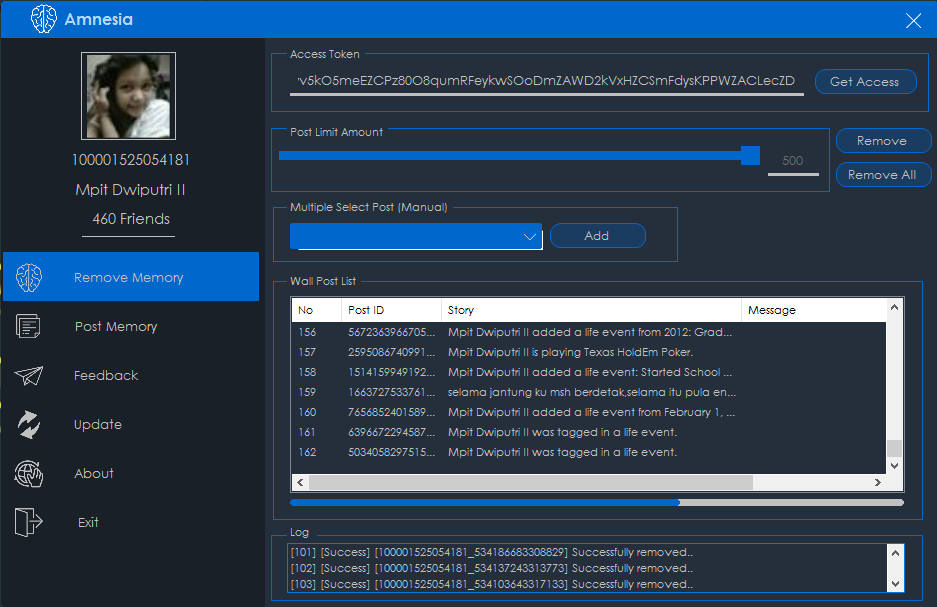 Amnesia
100001525054181
Mpit Dwiputri II
460 Friends
Remove Memory
Post Memory
Feedback
Update
About
Exit
Access Token
v5kO5meEZCPz80O8qumRFeykwSOoDmZAWD2kVxHZCSmFdysKPPWZACLecZD
Get Access
Post Limit Amount
500
Remove
Remove All
Multiple Select Post (Manual)
Add
Wall Post List
No Post ID Story Message
156 5672363966705... Mpit Dwiputri II added a life event from 2012: Grad...
157 2595086740991... Mpit Dwiputri II is playing Texas HoldEm Poker.
158 1514159949192... Mpit Dwiputri II added a life event: Started School ...
159 1663727533761... selama jantung ku msh berdetak,selama itu pula en...
160 7656852401589... Mpit Dwiputri II added a life event from February 1, ...
161 6396672294587... Mpit Dwiputri II was tagged in a life event.
162 5034058297515... Mpit Dwiputri II was tagged in a life event.
Log
[101] [Success] [100001525054181_534186683308829] Successfully removed..
[102] [Success] [100001525054181_534137243313773] Successfully removed..
[103] [Success] [100001525054181_534103643317133] Successfully removed..